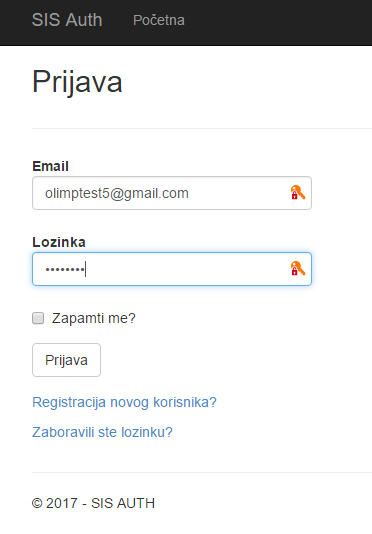 SIS Auth Početna
Prijava
Email
olimptest5@gmail.com
Lozinka
••••••••
Zapamti me?
Prijava
Registracija novog korisnika?
Zaboravili ste lozinku?
© 2017 - SIS AUTH